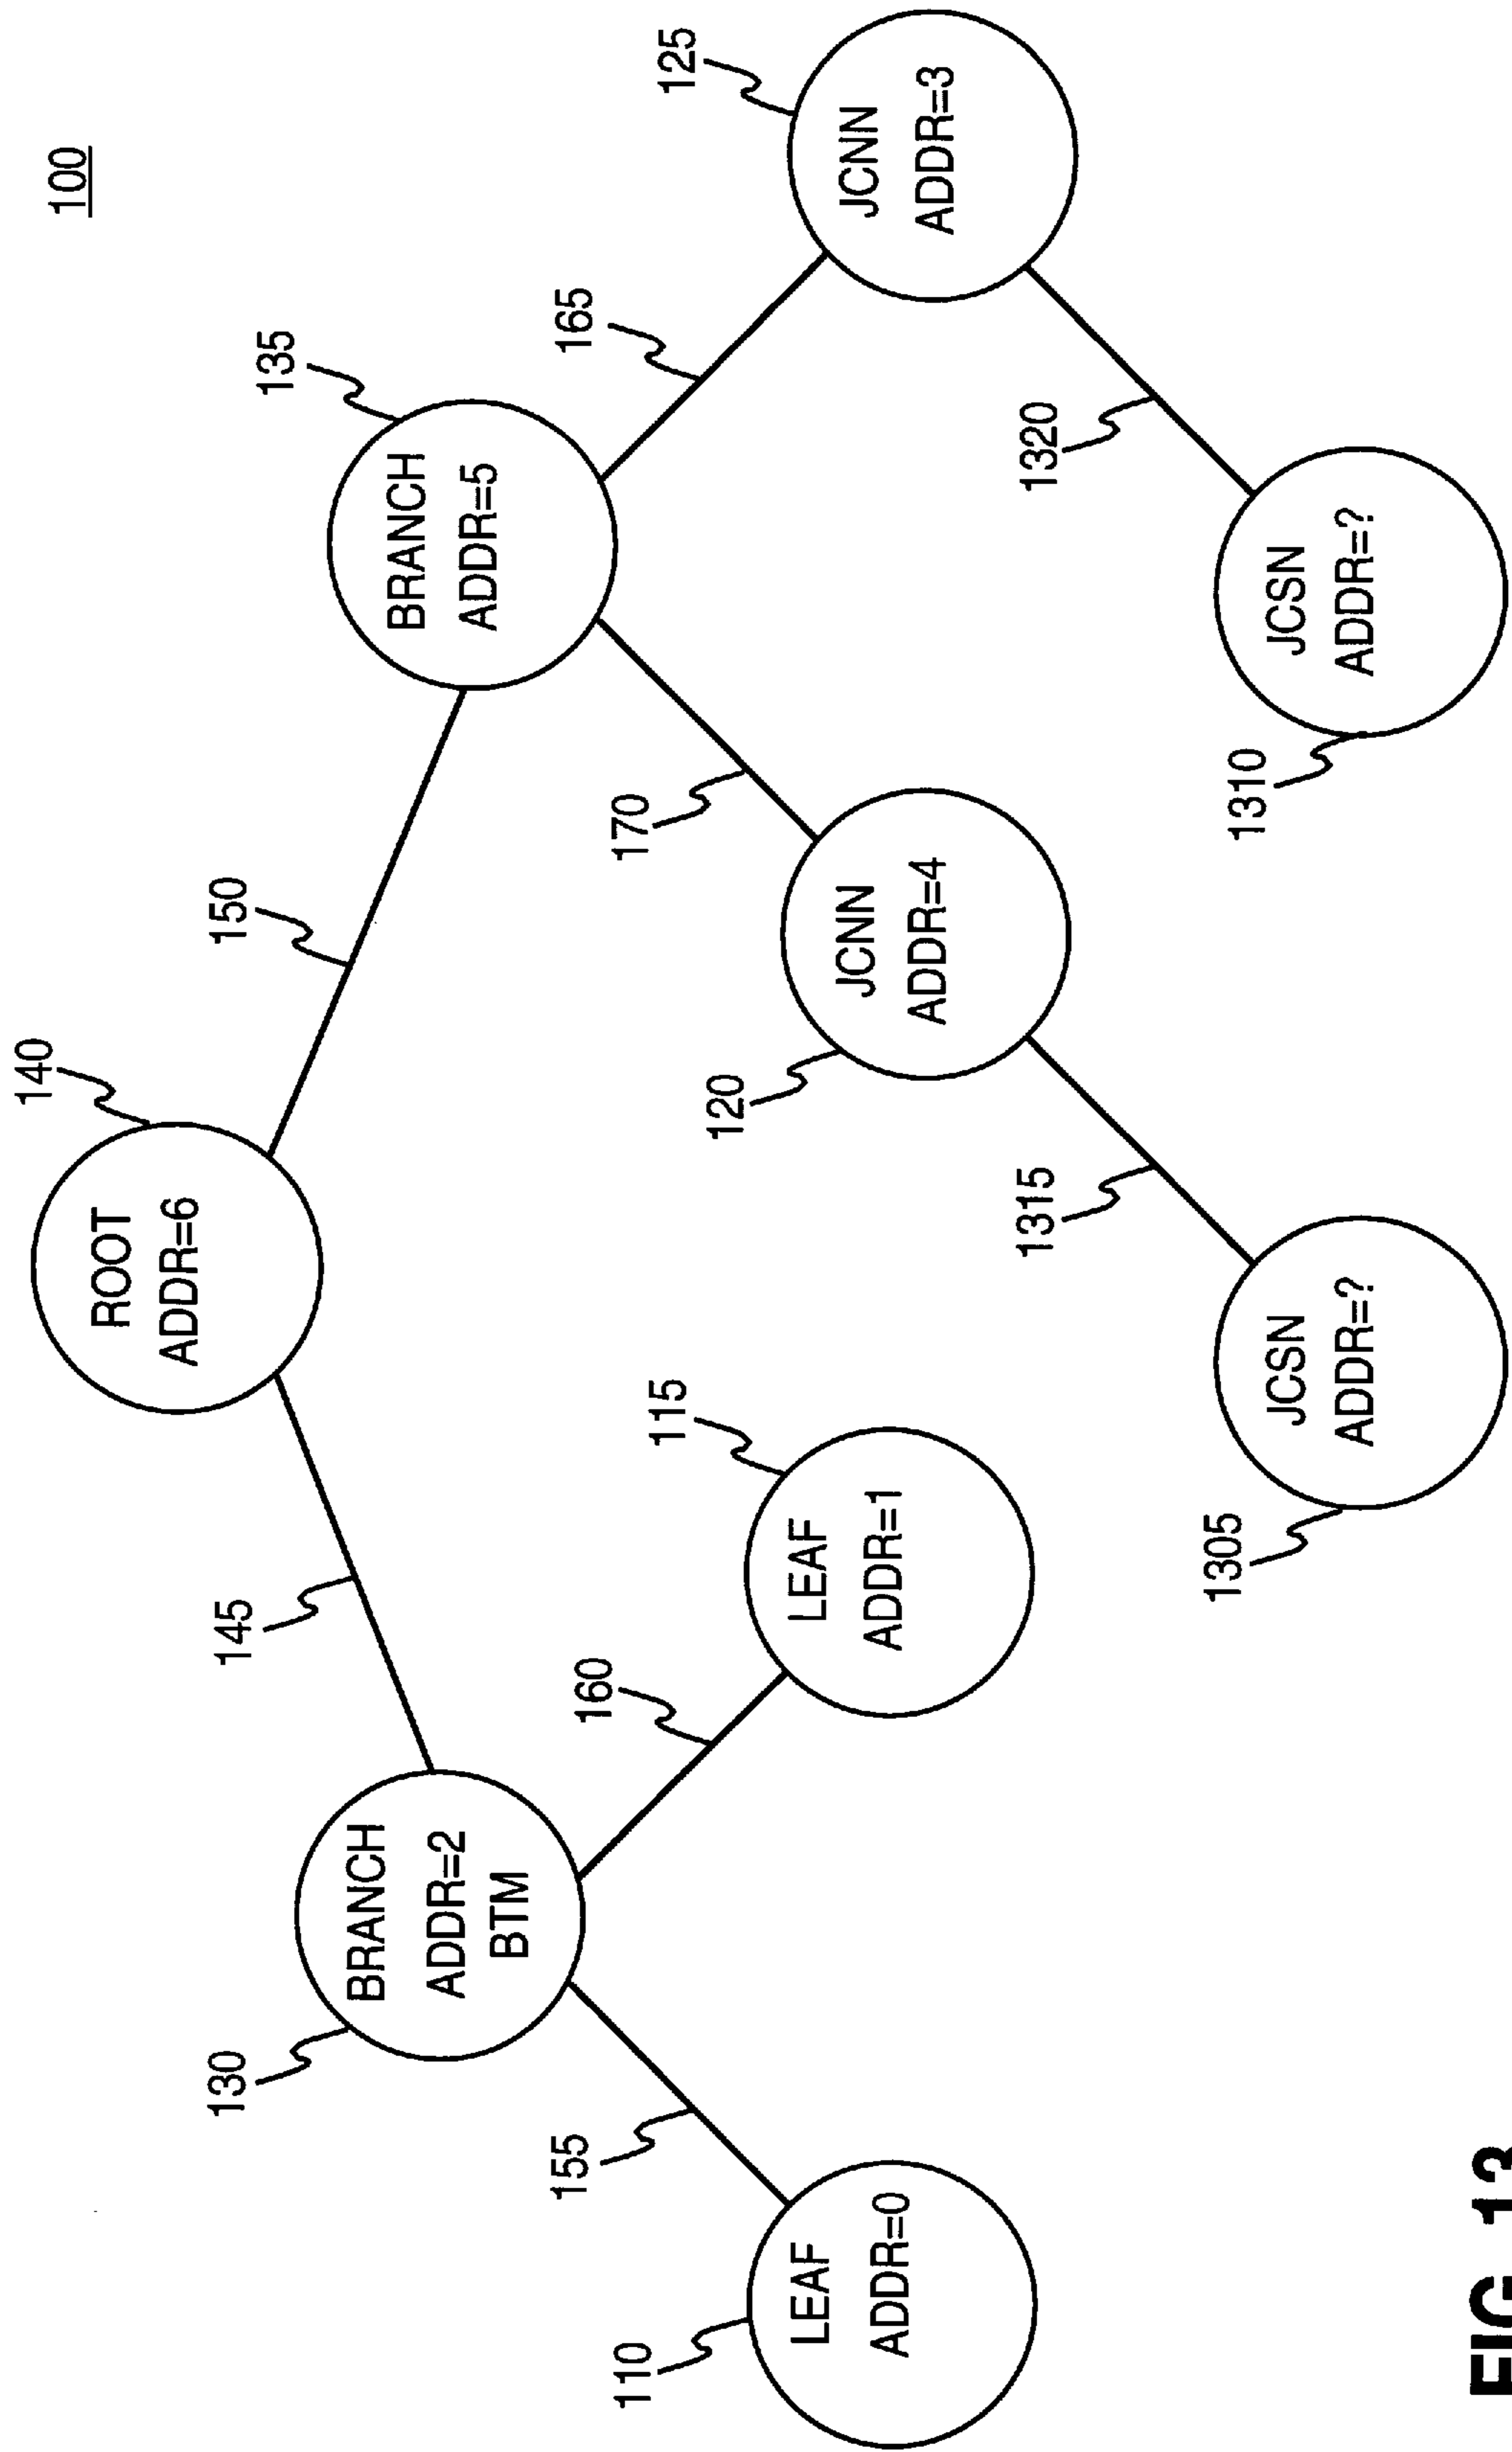 100
140
ROOT
ADDR=6
145
150
130
BRANCH
ADDR=2
BTM
135
BRANCH
ADDR=5
155
160
170
165
110
LEAF
ADDR=0
115
LEAF
ADDR=1
120
JCNN
ADDR=4
125
JCNN
ADDR=3
1315
1320
1305
JCSN
ADDR=?
1310
JCSN
ADDR=?
FIG. 13